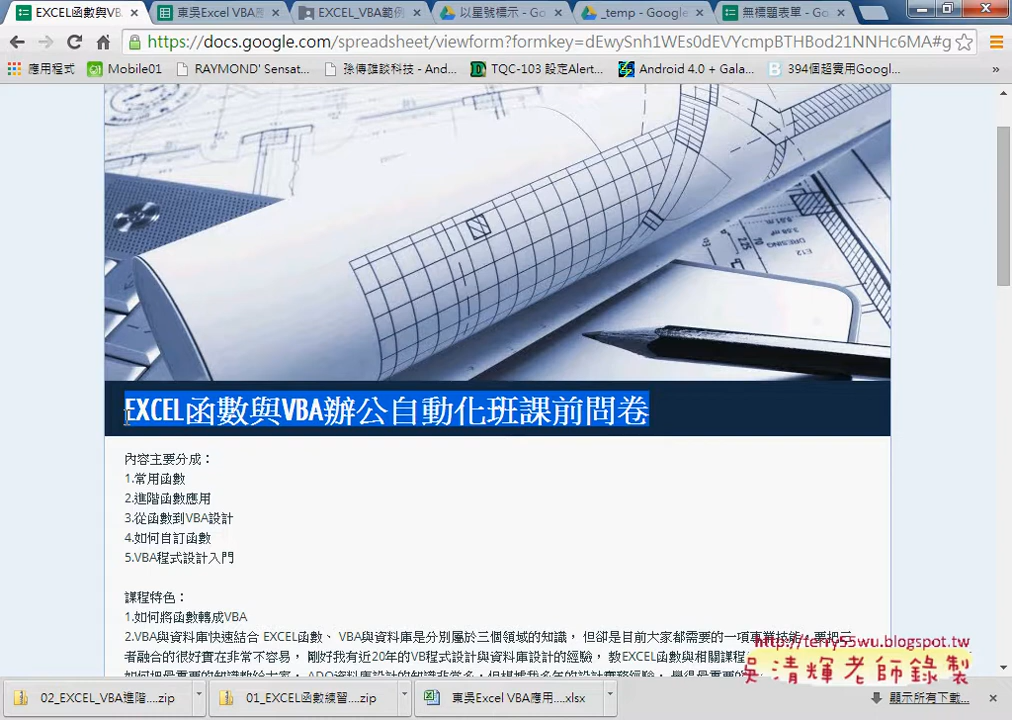 EXCEL函數與VB
東吳Excel VBA
EXCEL_VBA範例
以星號標示 - Go
_temp - Google
無標題表單 - Go
https://docs.google.com/spreadsheet/viewform?formkey=dEwySnh1WEs0dEVYcmpBTHBod21NNHc6MA#g
應用程式
Mobile01
RAYMOND' Sensat...
孫傳雄談科技 - And...
TQC-103 設定Alert...
Android 4.0 + Gala...
394個超實用Googl...
»
EXCEL函數與VBA辦公自動化班課前問卷
內容主要分成：
1.常用函數
2.進階函數應用
3.從函數到VBA設計
4.如何自訂函數
5.VBA程式設計入門
課程特色：
1.如何將函數轉成VBA
2.VBA與資料庫快速結合 EXCEL函數、 VBA與資料庫是分別屬於三個領域的知識， 但卻是目前大家都需要的一項專業技能，要把三
者融合的很好實在非常不容易， 剛好我有近20年的VB程式設計與資料庫設計的經驗， 教EXCEL函數與相關課程
http://terry55wu.blogspot.tw
吳清輝老師錄製
02_EXCEL_VBA進階...zip
01_EXCEL函數練習....zip
東吳Excel VBA應用....xlsx
顯示所有下載...